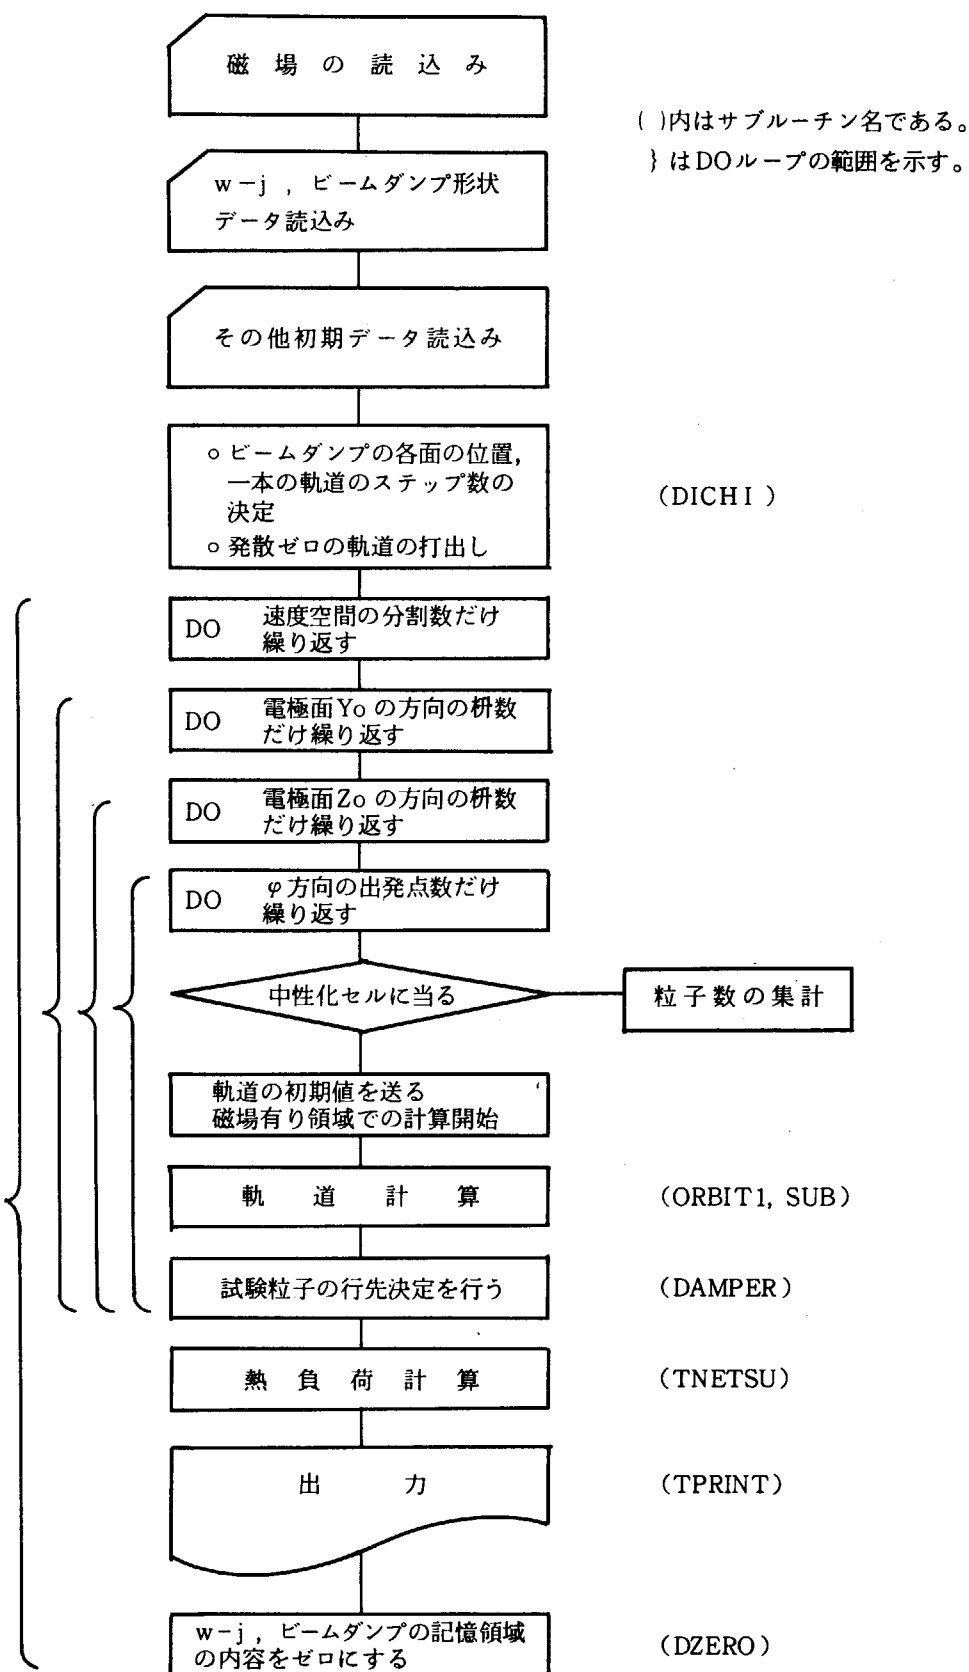 磁場の読込み
( )内はサブルーチン名である。
} はDOループの範囲を示す。
w-j , ビームダンプ形状
データ読込み
その他初期データ読込み
○ビームダンプの各面の位置,
一本の軌道のステップ数の
決定
○発散ゼロの軌道の打出し
(DICHI)
DO 速度空間の分割数だけ
繰り返す
DO 電極面Yo の方向の枡数
だけ繰り返す
DO 電極面Zo の方向の枡数
だけ繰り返す
DO φ方向の出発点数だけ
繰り返す
中性化セルに当る
粒子数の集計
軌道の初期値を送る
磁場有り領域での計算開始
軌道計算
(ORBIT1, SUB)
試験粒子の行先決定を行う
(DAMPER)
熱負荷計算
(TNETSU)
出力
(TPRINT)
w-j , ビームダンプの記憶領域
の内容をゼロにする
(DZERO)